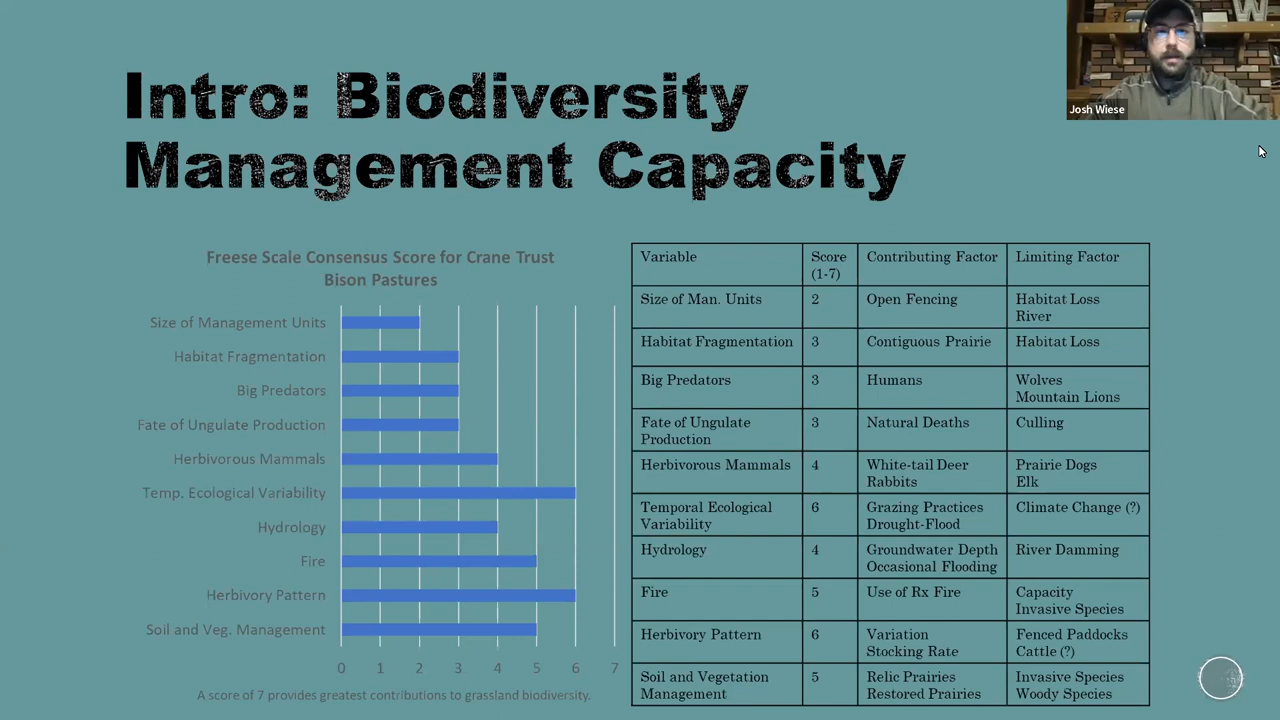 Josh Wiese
Intro: Biodiversity
Management Capacity
Freese Scale Consensus Score for Crane Trust
Bison Pastures
Size of Management Units
Habitat Fragmentation
Big Predators
Fate of Ungulate Production
Herbivorous Mammals
Temp. Ecological Variability
Hydrology
Fire
Herbivory Pattern
Soil and Veg. Management
0 1 2 3 4 5 6 7
A score of 7 provides greatest contributions to grassland biodiversity.
Variable Score Contributing Factor Limiting Factor
(1-7)
Size of Man. Units 2 Open Fencing Habitat Loss
River
Habitat Fragmentation 3 Contiguous Prairie Habitat Loss
Big Predators 3 Humans Wolves
Mountain Lions
Fate of Ungulate 3 Natural Deaths Culling
Production
Herbivorous Mammals 4 White-tail Deer Prairie Dogs
Rabbits Elk
Temporal Ecological 6 Grazing Practices Climate Change (?)
Variability Drought-Flood
Hydrology 4 Groundwater Depth River Damming
Occasional Flooding
Fire 5 Use of Rx Fire Capacity
Invasive Species
Herbivory Pattern 6 Variation Fenced Paddocks
Stocking Rate Cattle (?)
Soil and Vegetation 5 Relic Prairies Invasive Species
Management Restored Prairies Woody Species
W